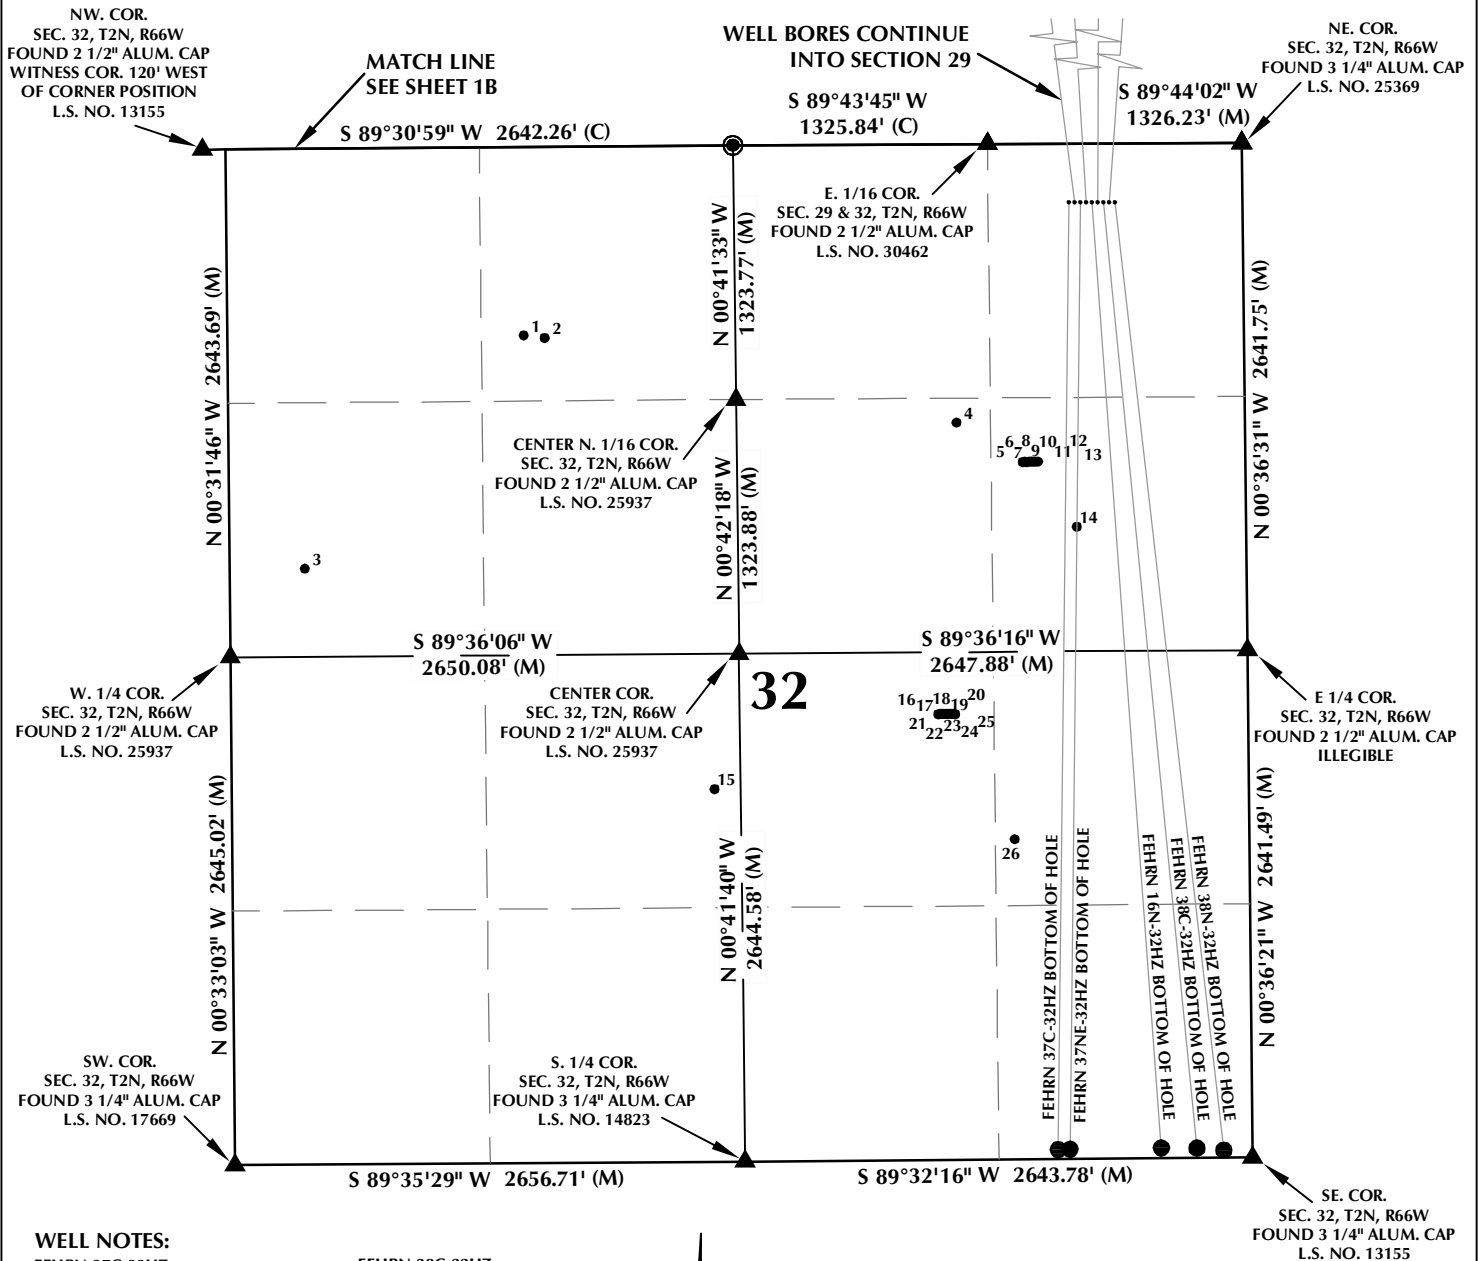 NW. COR.
SEC. 32, T2N, R66W
FOUND 2 1/2" ALUM. CAP
WITNESS COR. 120' WEST
OF CORNER POSITION
L.S. NO. 13155
MATCH LINE
SEE SHEET 1B
WELL BORES CONTINUE
INTO SECTION 29
NE. COR.
SEC. 32, T2N, R66W
FOUND 3 1/4" ALUM. CAP
L.S. NO. 25369
S 89°30'59" W 2642.26' (C)
S 89°43'45" W
1325.84' (C)
S 89°44'02" W
1326.23' (M)
E. 1/16 COR.
SEC. 29 & 32, T2N, R66W
FOUND 2 1/2" ALUM. CAP
L.S. NO. 30462
N 00°31'46" W 2643.69' (M)
N 00°41'33" W
1323.77' (M)
N 00°36'31" W 2641.75' (M)
1
2
3
4
5
6
7
8
9
10
11
12
13
14
CENTER N. 1/16 COR.
SEC. 32, T2N, R66W
FOUND 2 1/2" ALUM. CAP
L.S. NO. 25937
N 00°42'18" W
1323.88' (M)
S 89°36'06" W
2650.08' (M)
S 89°36'16" W
2647.88' (M)
32
W. 1/4 COR.
SEC. 32, T2N, R66W
FOUND 2 1/2" ALUM. CAP
L.S. NO. 25937
CENTER COR.
SEC. 32, T2N, R66W
FOUND 2 1/2" ALUM. CAP
L.S. NO. 25937
E 1/4 COR.
SEC. 32, T2N, R66W
FOUND 2 1/2" ALUM. CAP
ILLEGIBLE
16
17
18
19
20
21
22
23
24
25
15
26
N 00°33'03" W 2645.02' (M)
N 00°41'40" W
2644.58' (M)
N 00°36'21" W 2641.49' (M)
FEHRN 37C-32HZ BOTTOM OF HOLE
FEHRN 37NE-32HZ BOTTOM OF HOLE
FEHRN 16N-32HZ BOTTOM OF HOLE
FEHRN 38C-32HZ BOTTOM OF HOLE
FEHRN 38N-32HZ BOTTOM OF HOLE
SW. COR.
SEC. 32, T2N, R66W
FOUND 3 1/4" ALUM. CAP
L.S. NO. 17669
S. 1/4 COR.
SEC. 32, T2N, R66W
FOUND 3 1/4" ALUM. CAP
L.S. NO. 14823
S 89°35'29" W 2656.71' (M)
S 89°32'16" W 2643.78' (M)
SE. COR.
SEC. 32, T2N, R66W
FOUND 3 1/4" ALUM. CAP
L.S. NO. 13155
WELL NOTES: